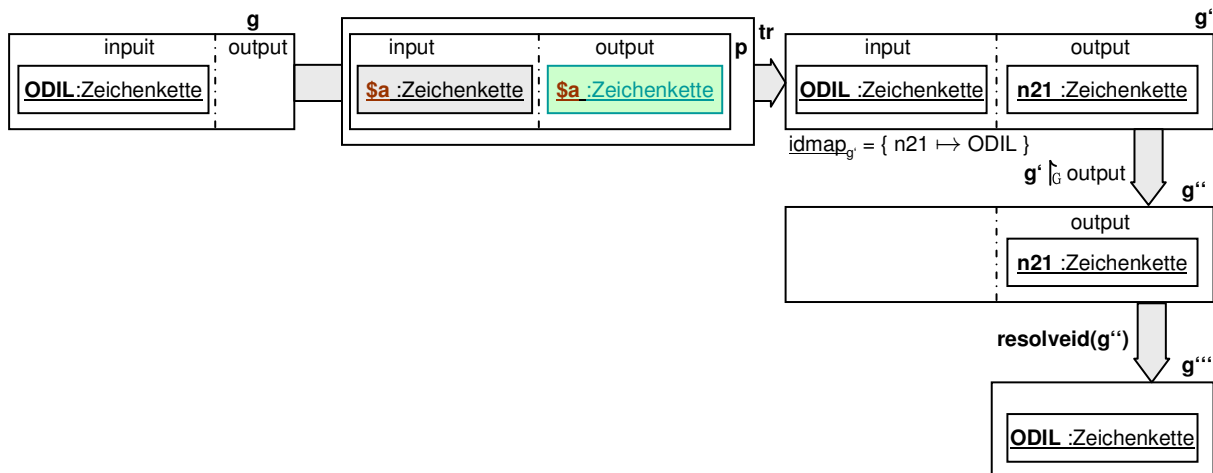 g
inpuit
output
ODIL:Zeichenkette
input
output
p
$a :Zeichenkette
$a :Zeichenkette
tr
g‘
input
output
ODIL :Zeichenkette
n21 :Zeichenkette
idmapg‘ = { n21 ↦ ODIL }
g‘ ↾G output
g‘‘
output
n21 :Zeichenkette
resolveid(g‘‘)
g‘‘‘
ODIL :Zeichenkette